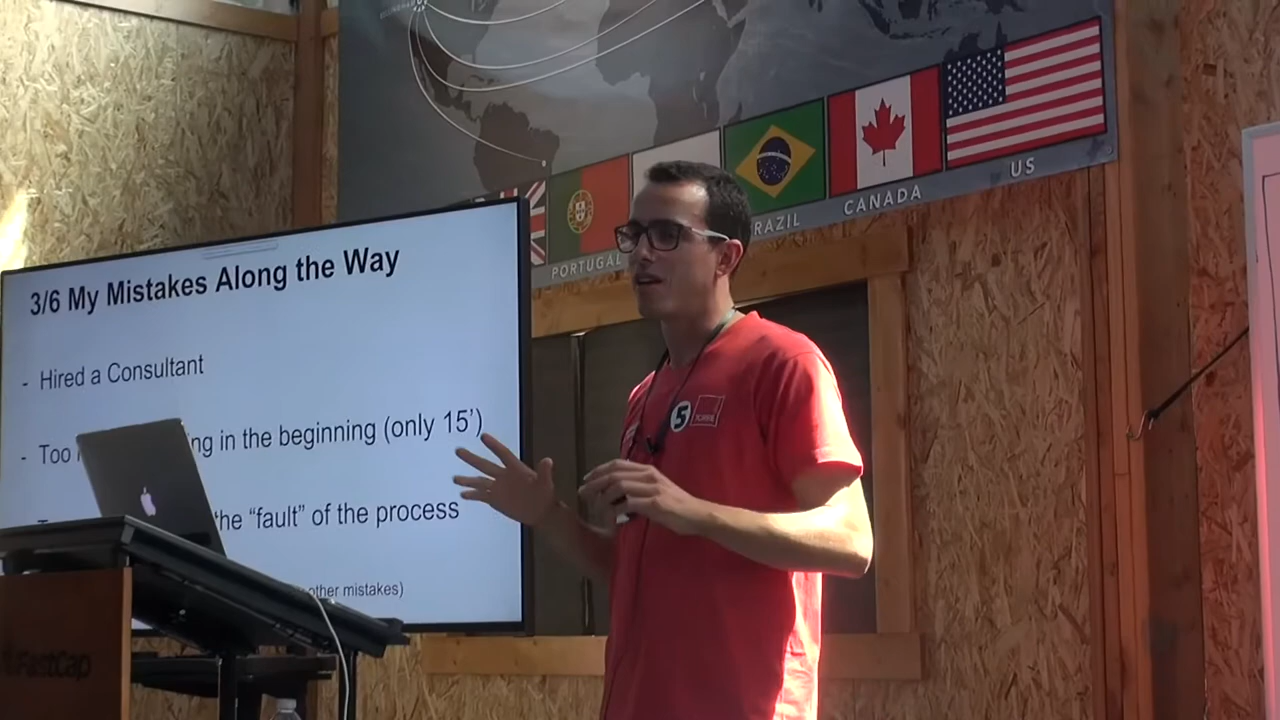 US
CANADA
RAZIL
PORTUGAL
3/6 My Mistakes Along the Way
- Hired a Consultant
- Too ng in the beginning (only 15')
the "fault" of the process
other mistakes)
5
FastCap